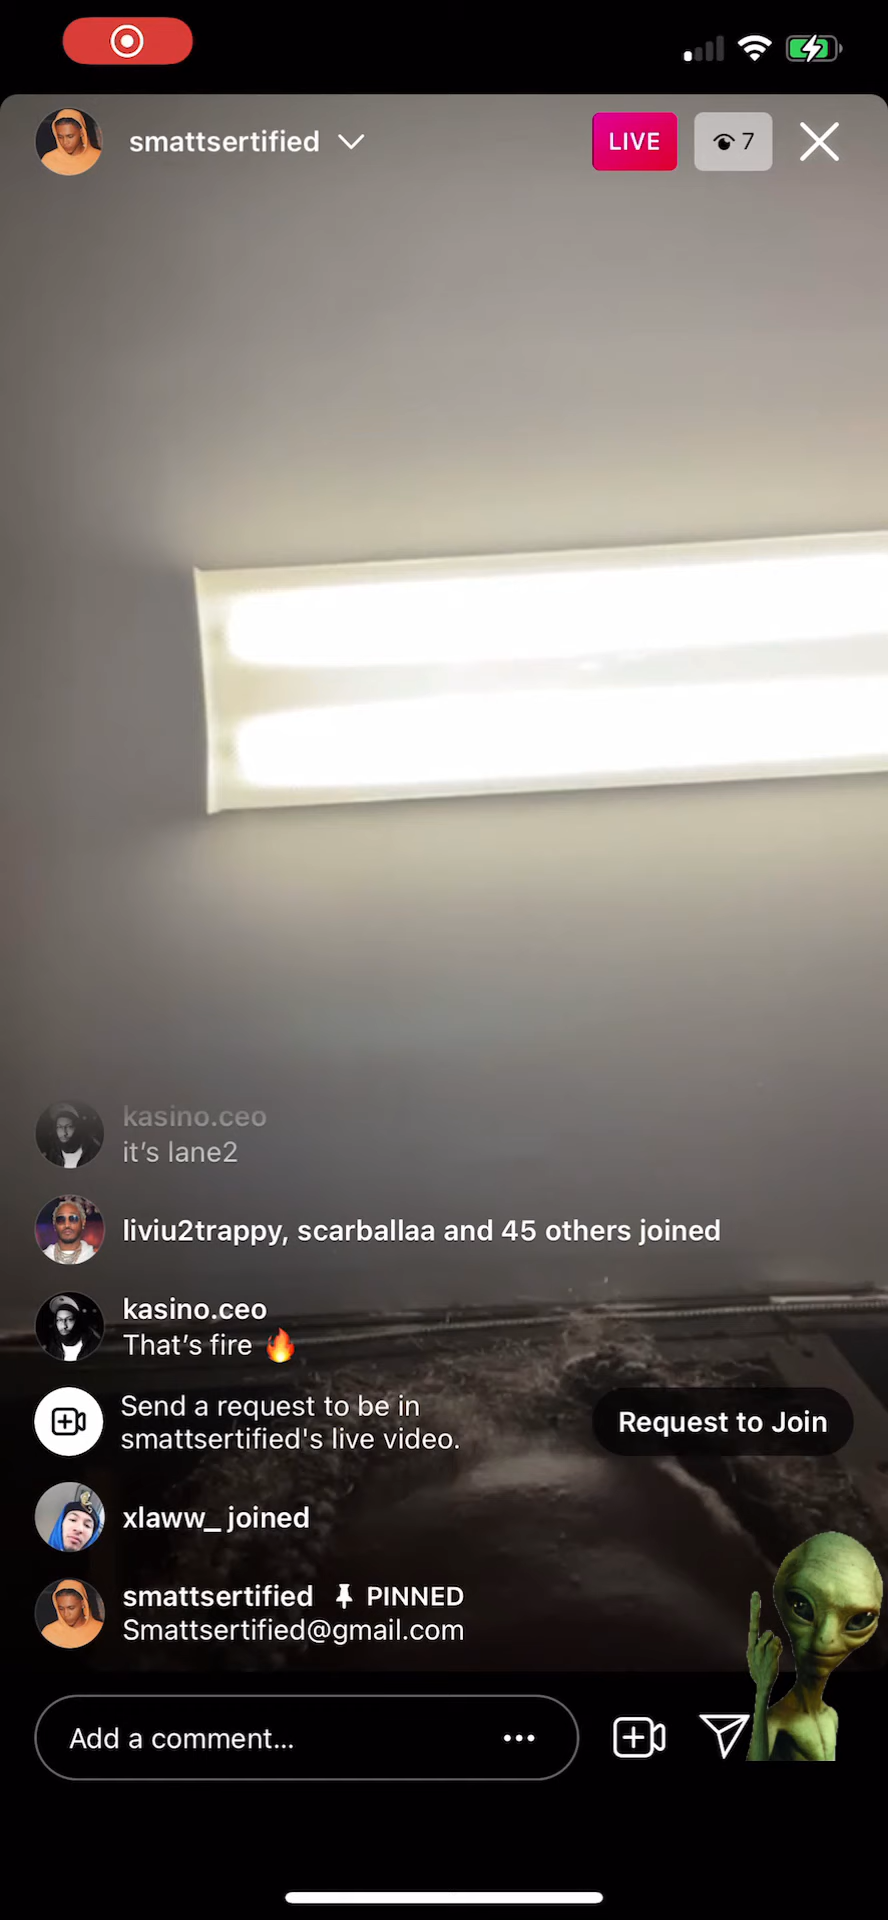 smattsertified
LIVE
7
kasino.ceo
it's lane2
liviu2trappy, scarballaa and 45 others joined
kasino.ceo
That's fire 🔥
Send a request to be in
smattsertified's live video.
Request to Join
xlaww_ joined
smattsertified PINNED
Smattsertified@gmail.com
Add a comment...